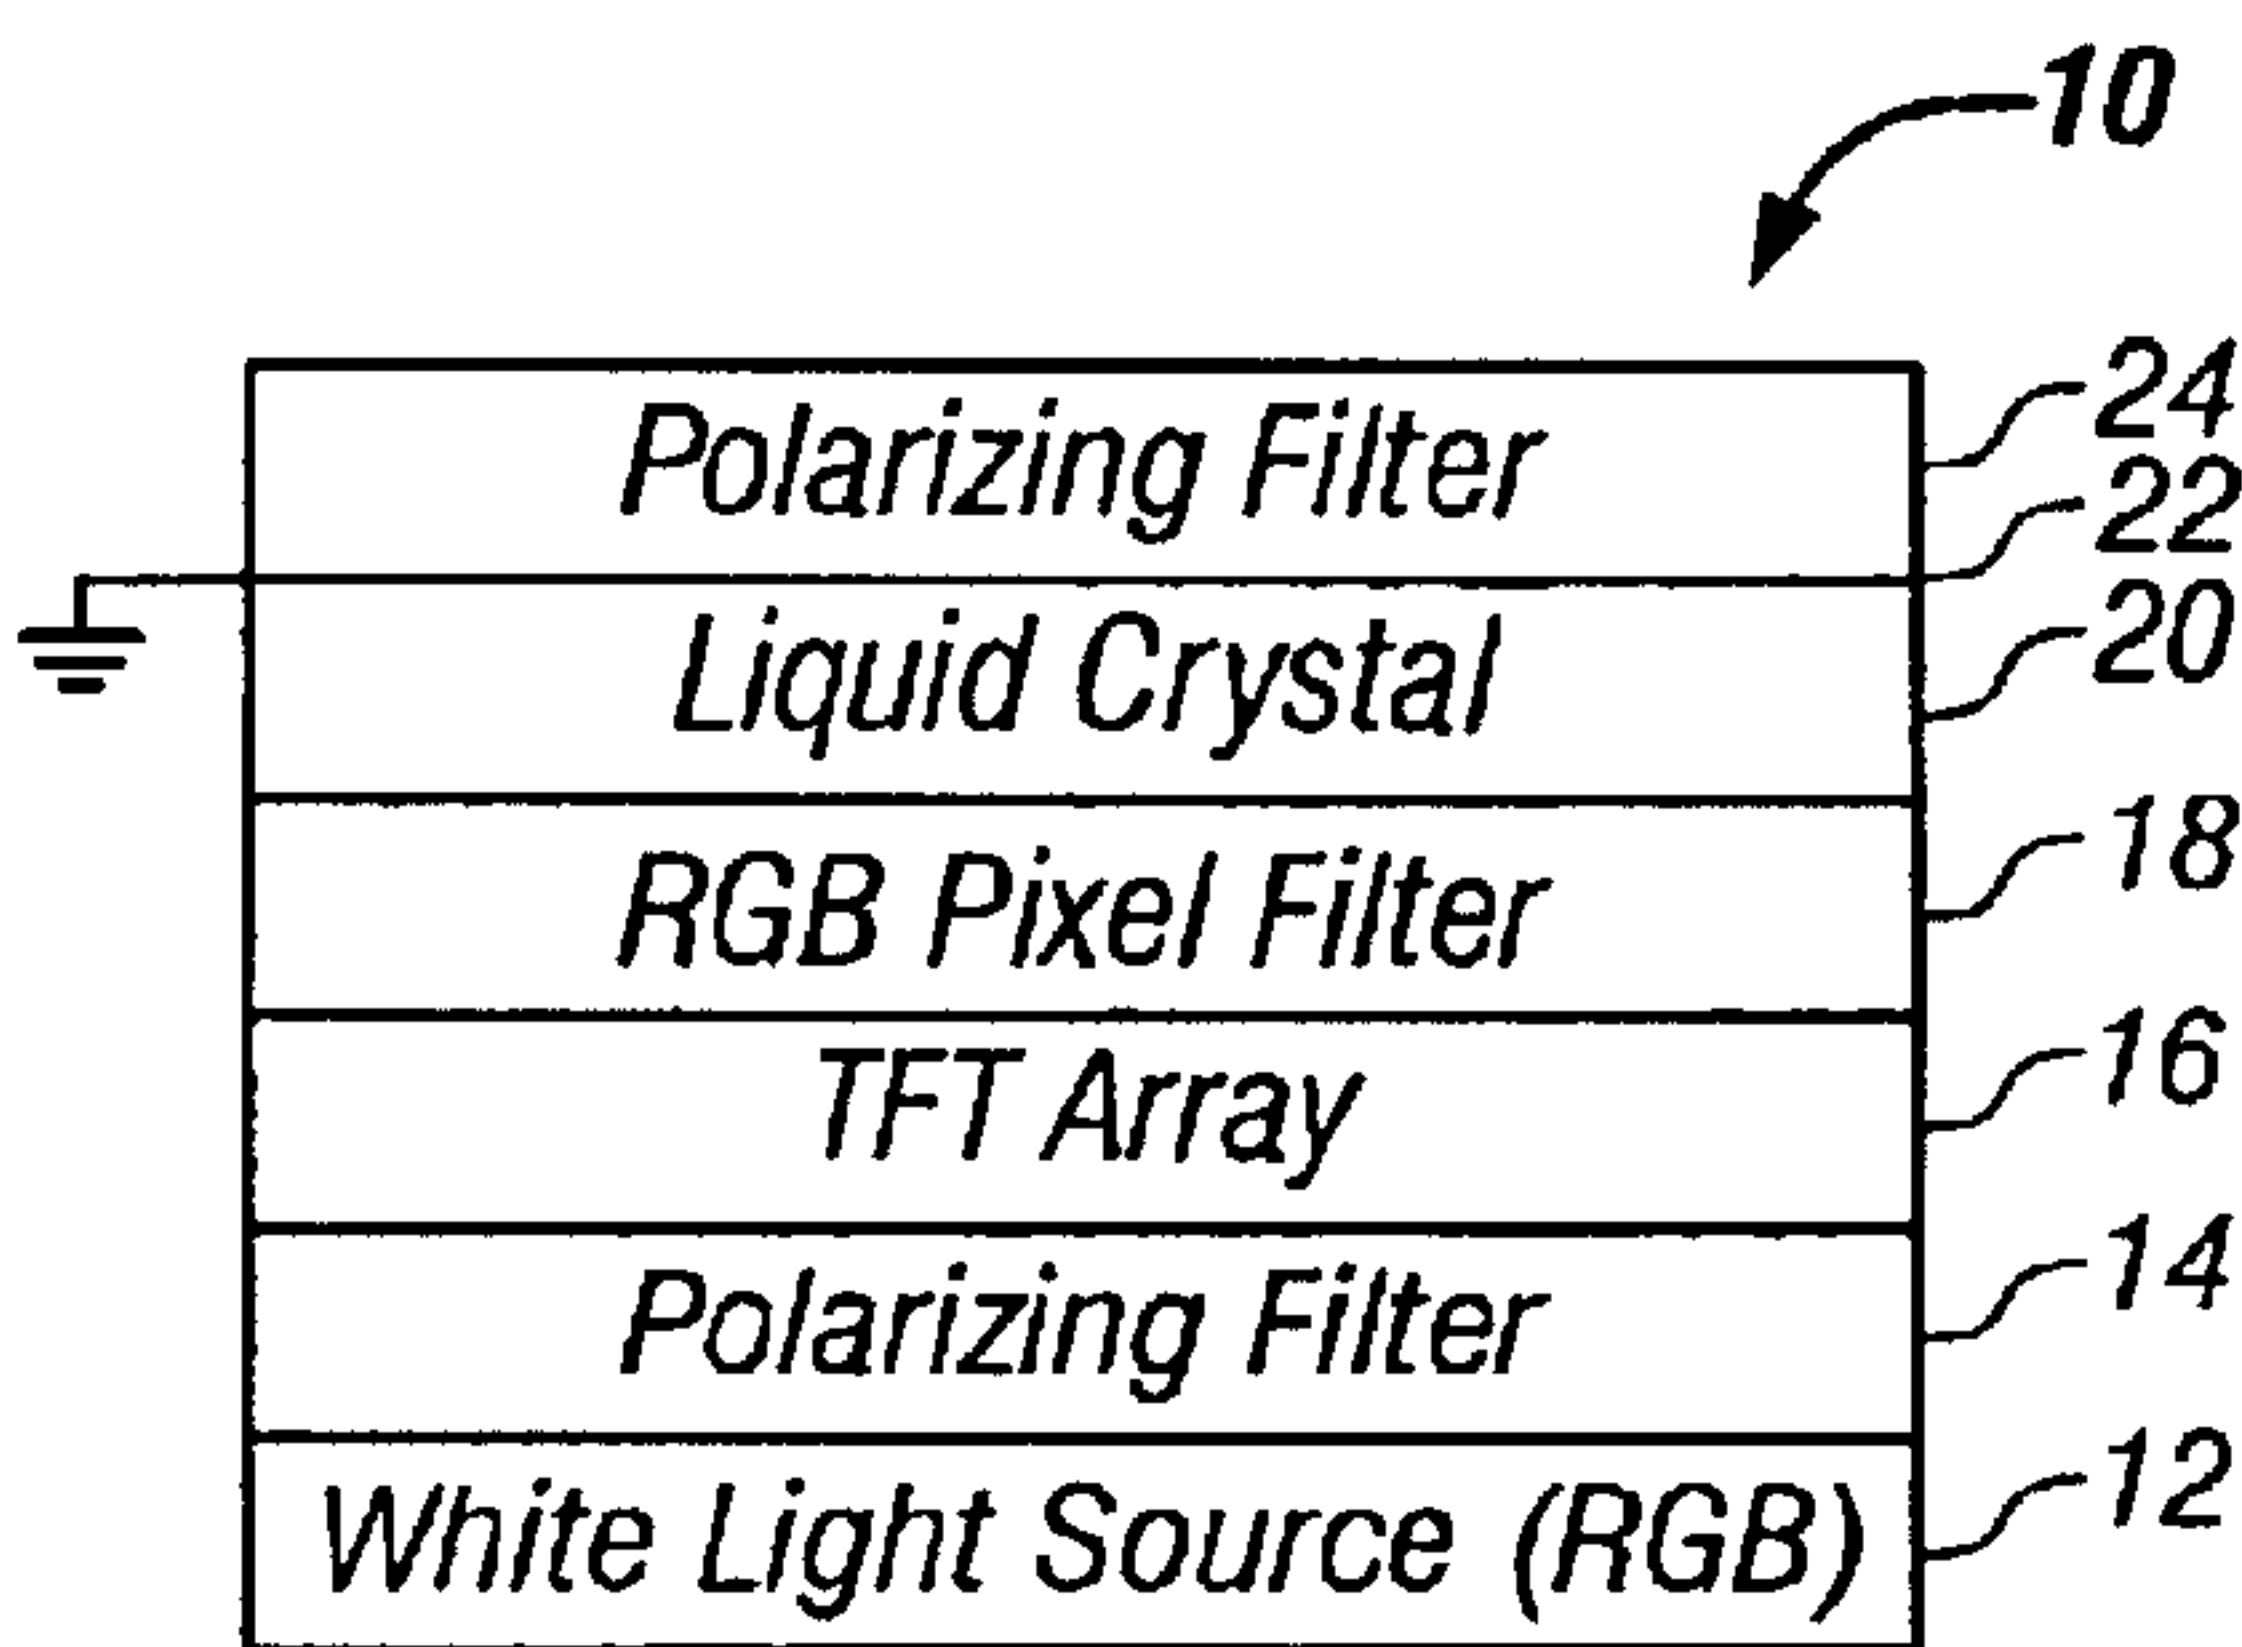 10
Polarizing Filter 24
22
Liquid Crystal 20
RGB Pixel Filter 18
TFT Array 16
Polarizing Filter 14
White Light Source (RGB) 12